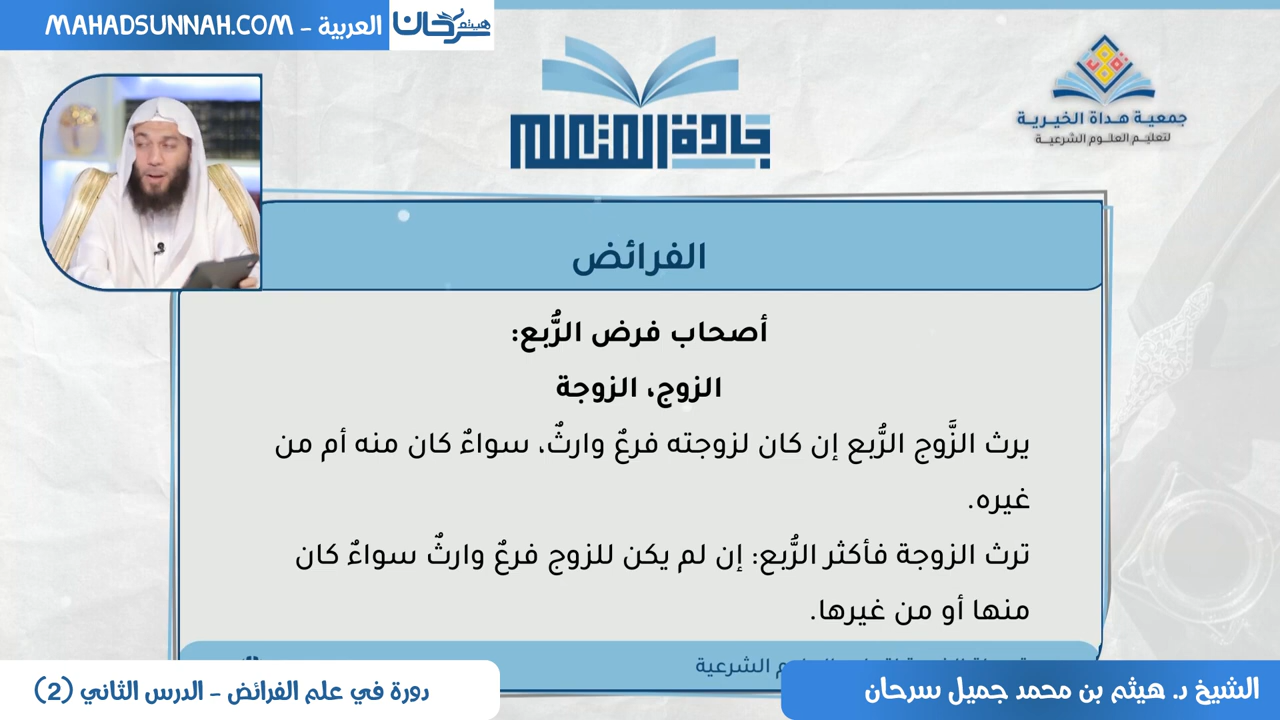 العربية - MAHADSUNNAH.COM
هيثم سرحان
جادة المتعلم
جمعية هداة الخيرية
لتعليم العلوم الشرعية
الفرائض
أصحاب فرض الرُّبع:
الزوج، الزوجة
يرث الزَّوج الرُّبع إن كان لزوجته فرعٌ وارثٌ، سواءٌ كان منه أم من
غيره.
ترث الزوجة فأكثر الرُّبع: إن لم يكن للزوج فرعٌ وارثٌ سواءٌ كان
منها أو من غيرها.
الشرعية
الشيخ د. هيثم بن محمد جميل سرحان
دورة في علم الفرائض - الدرس الثاني (2)